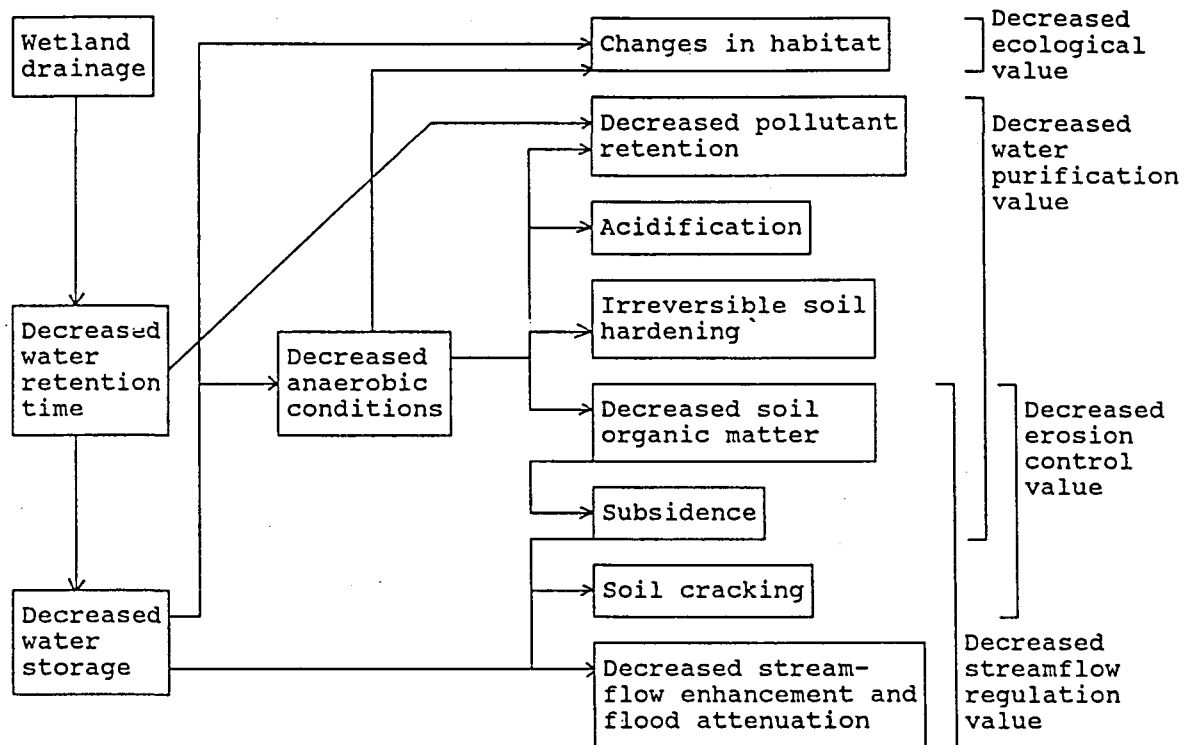 Wetland
drainage
Changes in habitat
Decreased
ecological
value
Decreased pollutant
retention
Decreased
water
purification
value
Acidification
Decreased
water
retention
time
Decreased
anaerobic
conditions
Irreversible soil
hardening`
Decreased soil
organic matter
Decreased
erosion
control
value
Subsidence
Soil cracking
Decreased
water
storage
Decreased stream-
flow enhancement and
flood attenuation
Decreased
streamflow
regulation
value